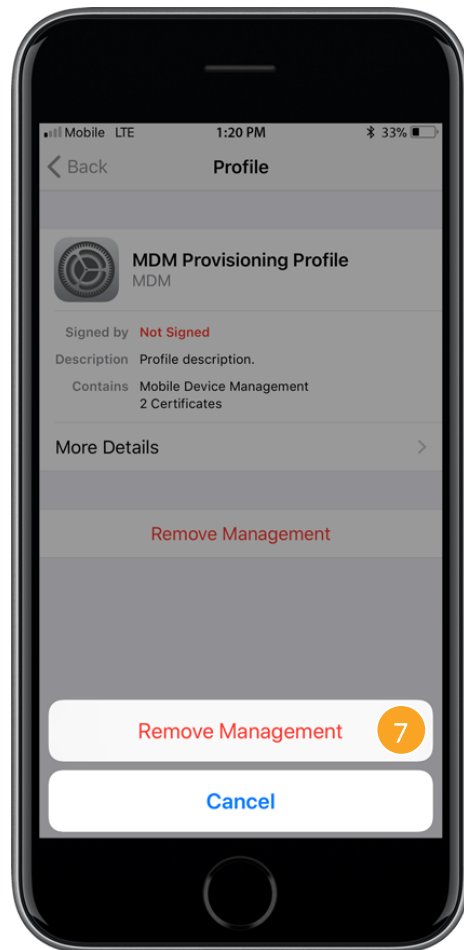 Mobile LTE 1:20 PM 33%
Back Profile
MDM Provisioning Profile
MDM
Signed by Not Signed
Description Profile description.
Contains Mobile Device Management
2 Certificates
More Details
Remove Management
Remove Management 7
Cancel